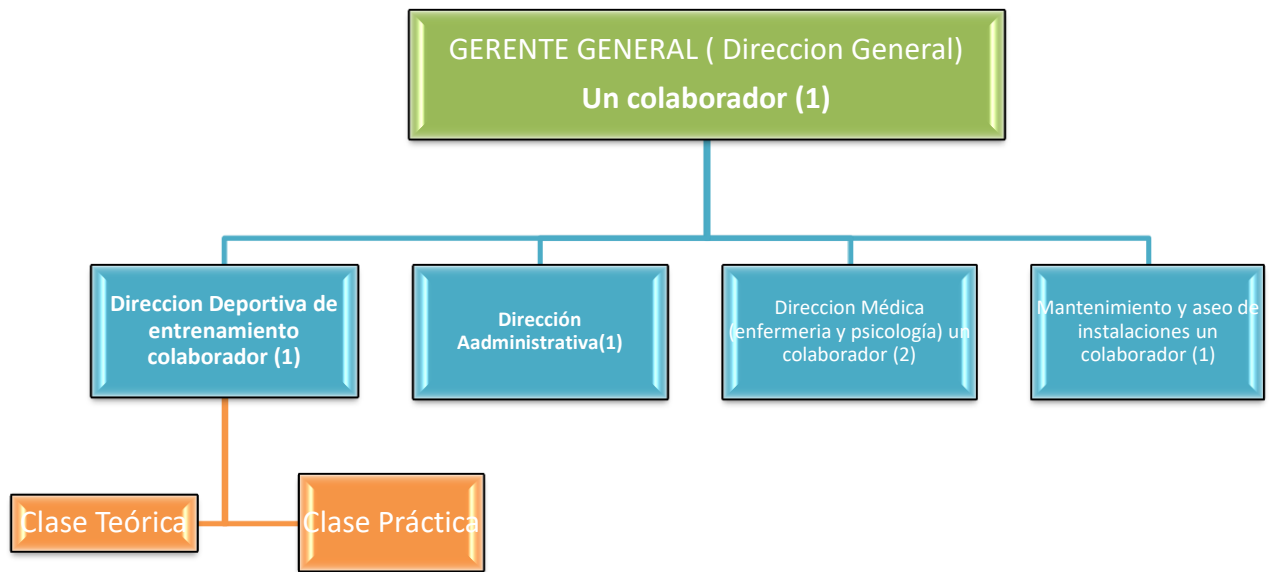 GERENTE GENERAL ( Direccion General)
Un colaborador (1)
Direccion Deportiva de
entrenamiento
colaborador (1)
Dirección
Aadministrativa(1)
Direccion Médica
(enfermeria y psicología) un
colaborador (2)
Mantenimiento y aseo de
instalaciones un
colaborador (1)
Clase Teórica
Clase Práctica